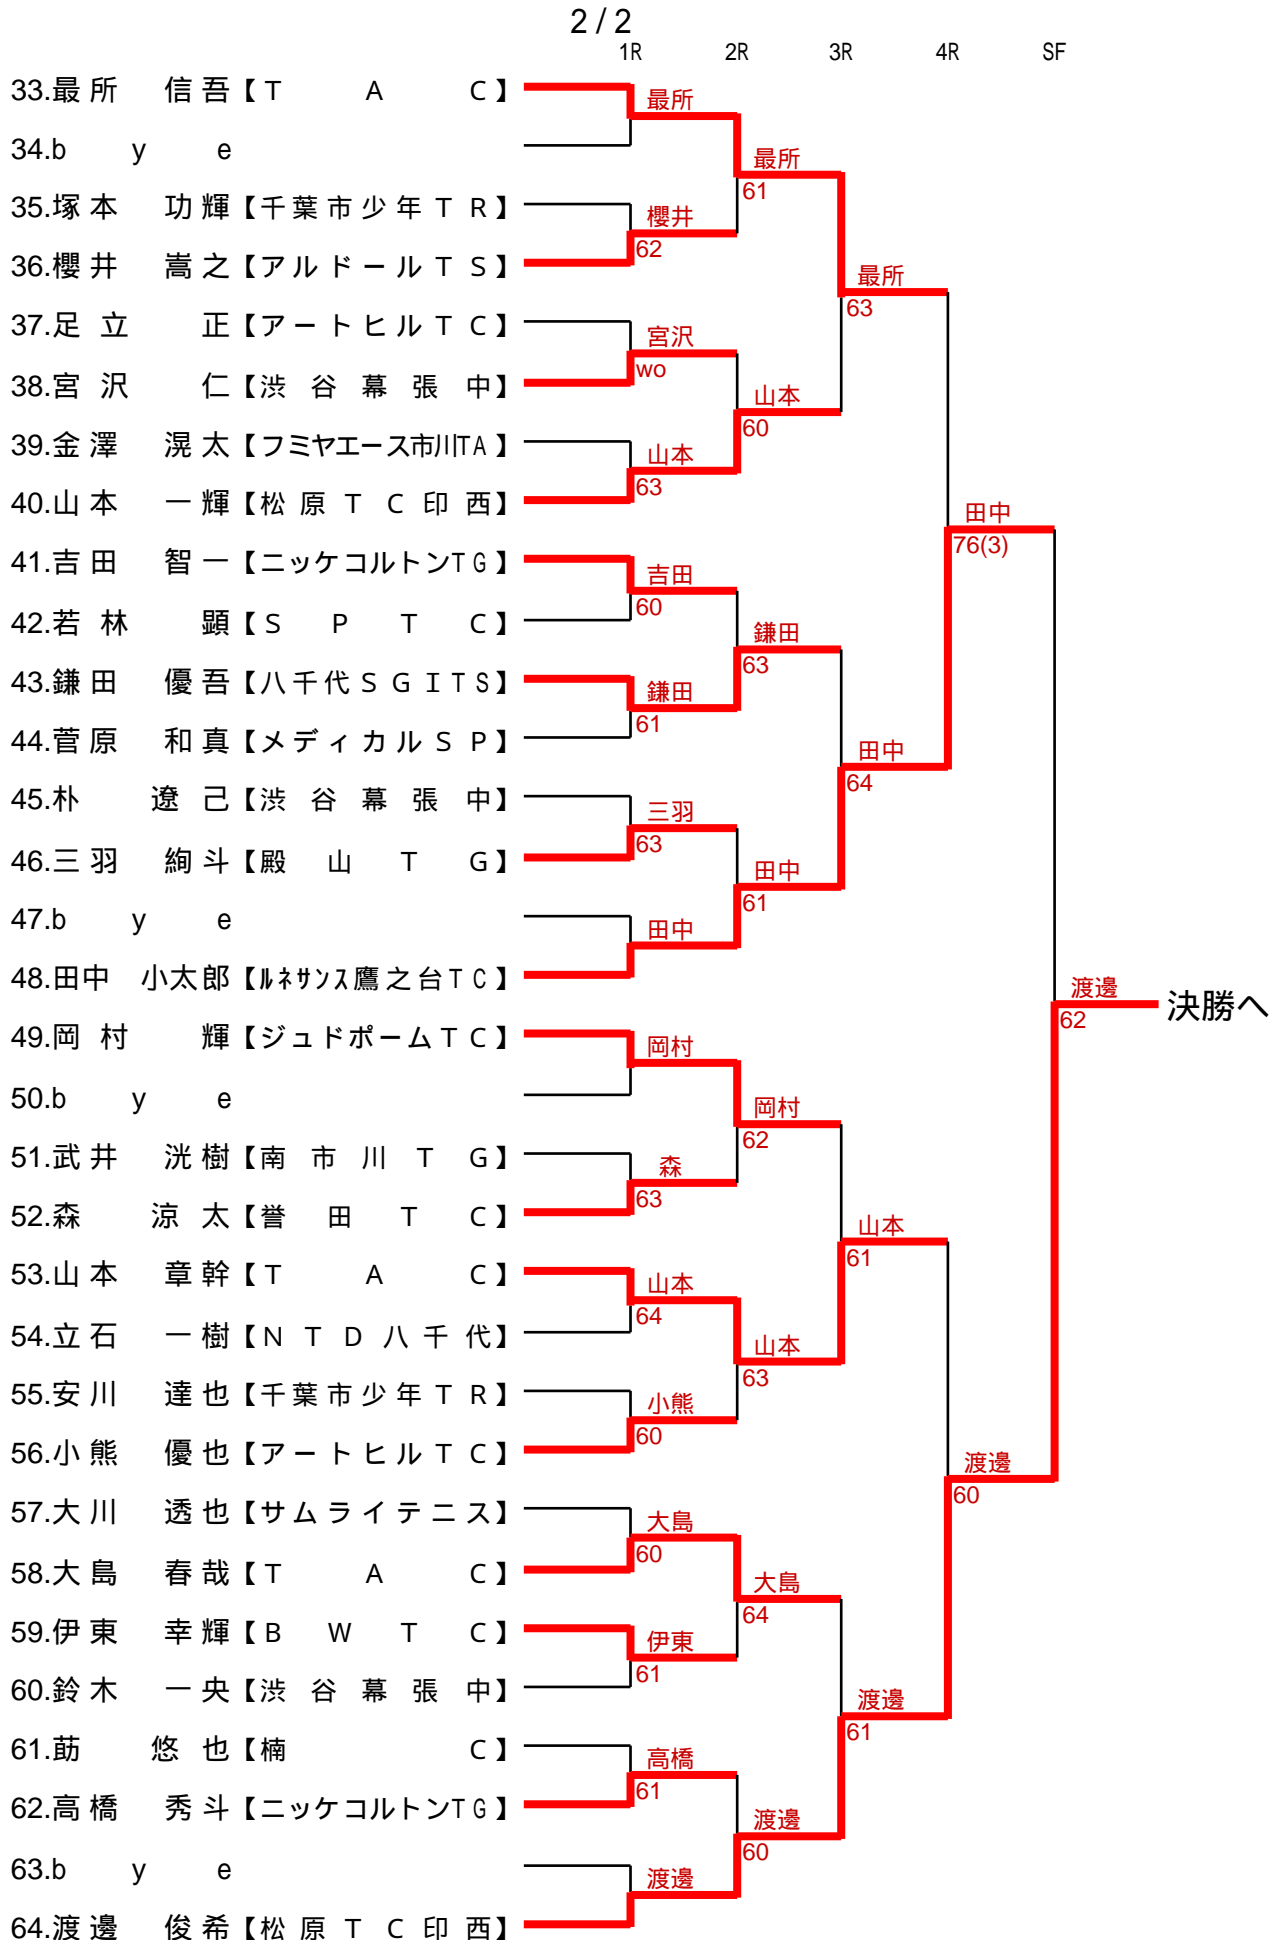 2/2
1R 2R 3R 4R SF
33.最所 信吾【T A C】
最所
34.b y e
最所
61
35.塚本 功輝【千葉市少年TR】
櫻井
62
36.櫻井 嵩之【アルドールTS】
最所
63
37.足立 正【アートヒルTC】
宮沢
wo
38.宮沢 仁【渋谷幕張中】
山本
60
39.金澤 滉太【フミヤエース市川TA】
山本
63
40.山本 一輝【松原TC印西】
田中
76(3)
41.吉田 智一【ニッケコルトンTG】
吉田
60
42.若林 顕【SPTC】
鎌田
63
43.鎌田 優吾【八千代SGITS】
鎌田
61
44.菅原 和真【メディカルSP】
田中
64
45.朴 遼己【渋谷幕張中】
三羽
63
46.三羽 絢斗【殿山TG】
田中
61
47.b y e
田中
48.田中 小太郎【ルネサンス鷹之台TC】
渡邊
62
決勝へ
49.岡村 輝【ジュドポームTC】
岡村
50.b y e
岡村
62
51.武井 洸樹【南市川TG】
森
63
52.森 涼太【誉田TC】
山本
61
53.山本 章幹【TAC】
山本
64
54.立石 一樹【NTD八千代】
山本
63
55.安川 達也【千葉市少年TR】
小熊
60
56.小熊 優也【アートヒルTC】
渡邊
60
57.大川 透也【サムライテニス】
大島
60
58.大島 春哉【TAC】
大島
64
59.伊東 幸輝【BWTC】
伊東
61
60.鈴木 一央【渋谷幕張中】
渡邊
61
61.莇 悠也【楠C】
高橋
61
62.高橋 秀斗【ニッケコルトンTG】
渡邊
60
63.b y e
渡邊
64.渡邊 俊希【松原TC印西】